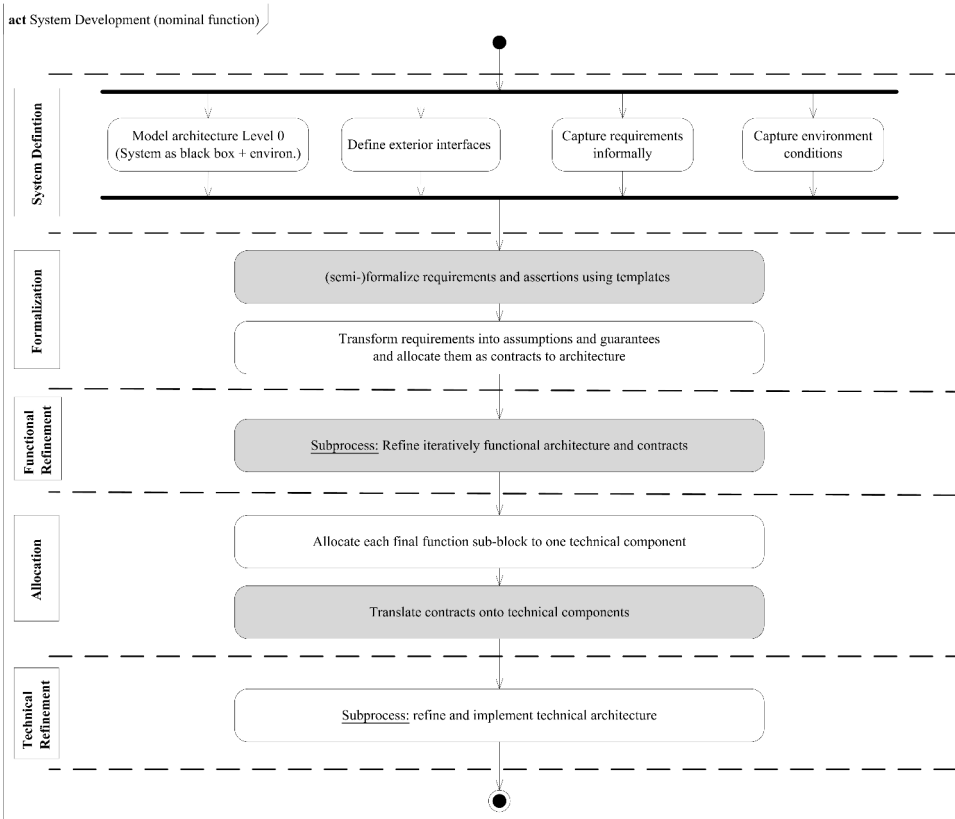 act System Development (nominal function)
System Defintion
Model architecture Level 0
(System as black box + environ.)
Define exterior interfaces
Capture requirements
informally
Capture environment
conditions
Formalization
(semi-)formalize requirements and assertions using templates
Transform requirements into assumptions and guarantees
and allocate them as contracts to architecture
Functional
Refinement
Subprocess: Refine iteratively functional architecture and contracts
Allocation
Allocate each final function sub-block to one technical component
Translate contracts onto technical components
Technical
Refinement
Subprocess: refine and implement technical architecture